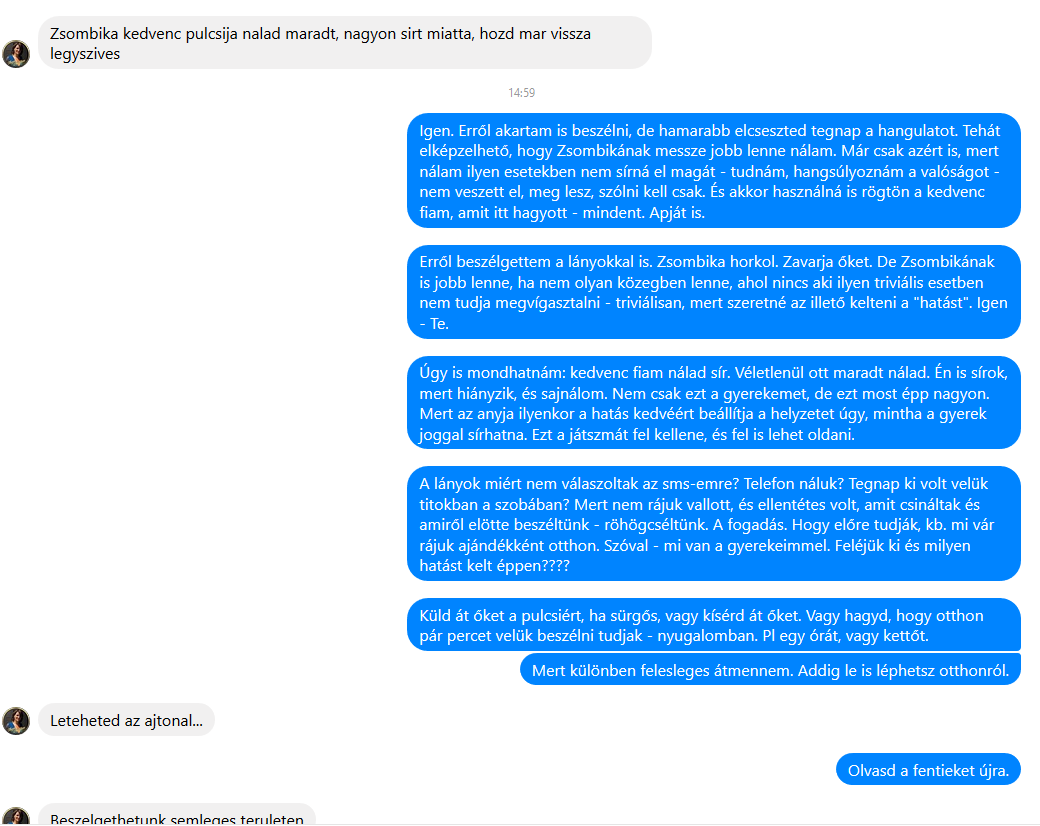 Zsombika kedvenc pulcsija nalad maradt, nagyon sirt miatta, hozd mar vissza
legyszives
14:59
Igen. Erről akartam is beszélni, de hamarabb elcseszted tegnap a hangulatot. Tehát
elképzelhető, hogy Zsombikának messze jobb lenne nálam. Már csak azért is, mert
nálam ilyen esetekben nem sírná el magát - tudnám, hangsúlyoznám a valóságot -
nem veszett el, meg lesz, szólni kell csak. És akkor használná is rögtön a kedvenc
fiam, amit itt hagyott - mindent. Apját is.
Erről beszélgettem a lányokkal is. Zsombika horkol. Zavarja őket. De Zsombikának
is jobb lenne, ha nem olyan közegben lenne, ahol nincs aki ilyen triviális esetben
nem tudja megvígasztalni - triviálisan, mert szeretné az illető kelteni a "hatást". Igen
- Te.
Úgy is mondhatnám: kedvenc fiam nálad sír. Véletlenül ott maradt nálad. Én is sírok,
mert hiányzik, és sajnálom. Nem csak ezt a gyerekemet, de ezt most épp nagyon.
Mert az anyja ilyenkor a hatás kedvéért beállítja a helyzetet úgy, mintha a gyerek
joggal sírhatna. Ezt a játszmát fel kellene, és fel is lehet oldani.
A lányok miért nem válaszoltak az sms-emre? Telefon náluk? Tegnap ki volt velük
titokban a szobában? Mert nem rájuk vallott, és ellentétes volt, amit csináltak és
amiről elötte beszéltünk - röhögcséltünk. A fogadás. Hogy előre tudják, kb. mi vár
rájuk ajándékként otthon. Szóval - mi van a gyerekeimmel. Feléjük ki és milyen
hatást kelt éppen????
Küld át őket a pulcsiért, ha sürgős, vagy kísérd át őket. Vagy hagyd, hogy otthon
pár percet velük beszélni tudjak - nyugalomban. Pl egy órát, vagy kettőt.
Mert különben felesleges átmennem. Addig le is léphetsz otthonról.
Leteheted az ajtonal...
Olvasd a fentieket újra.
Beszelgethetunk semleges teruleten